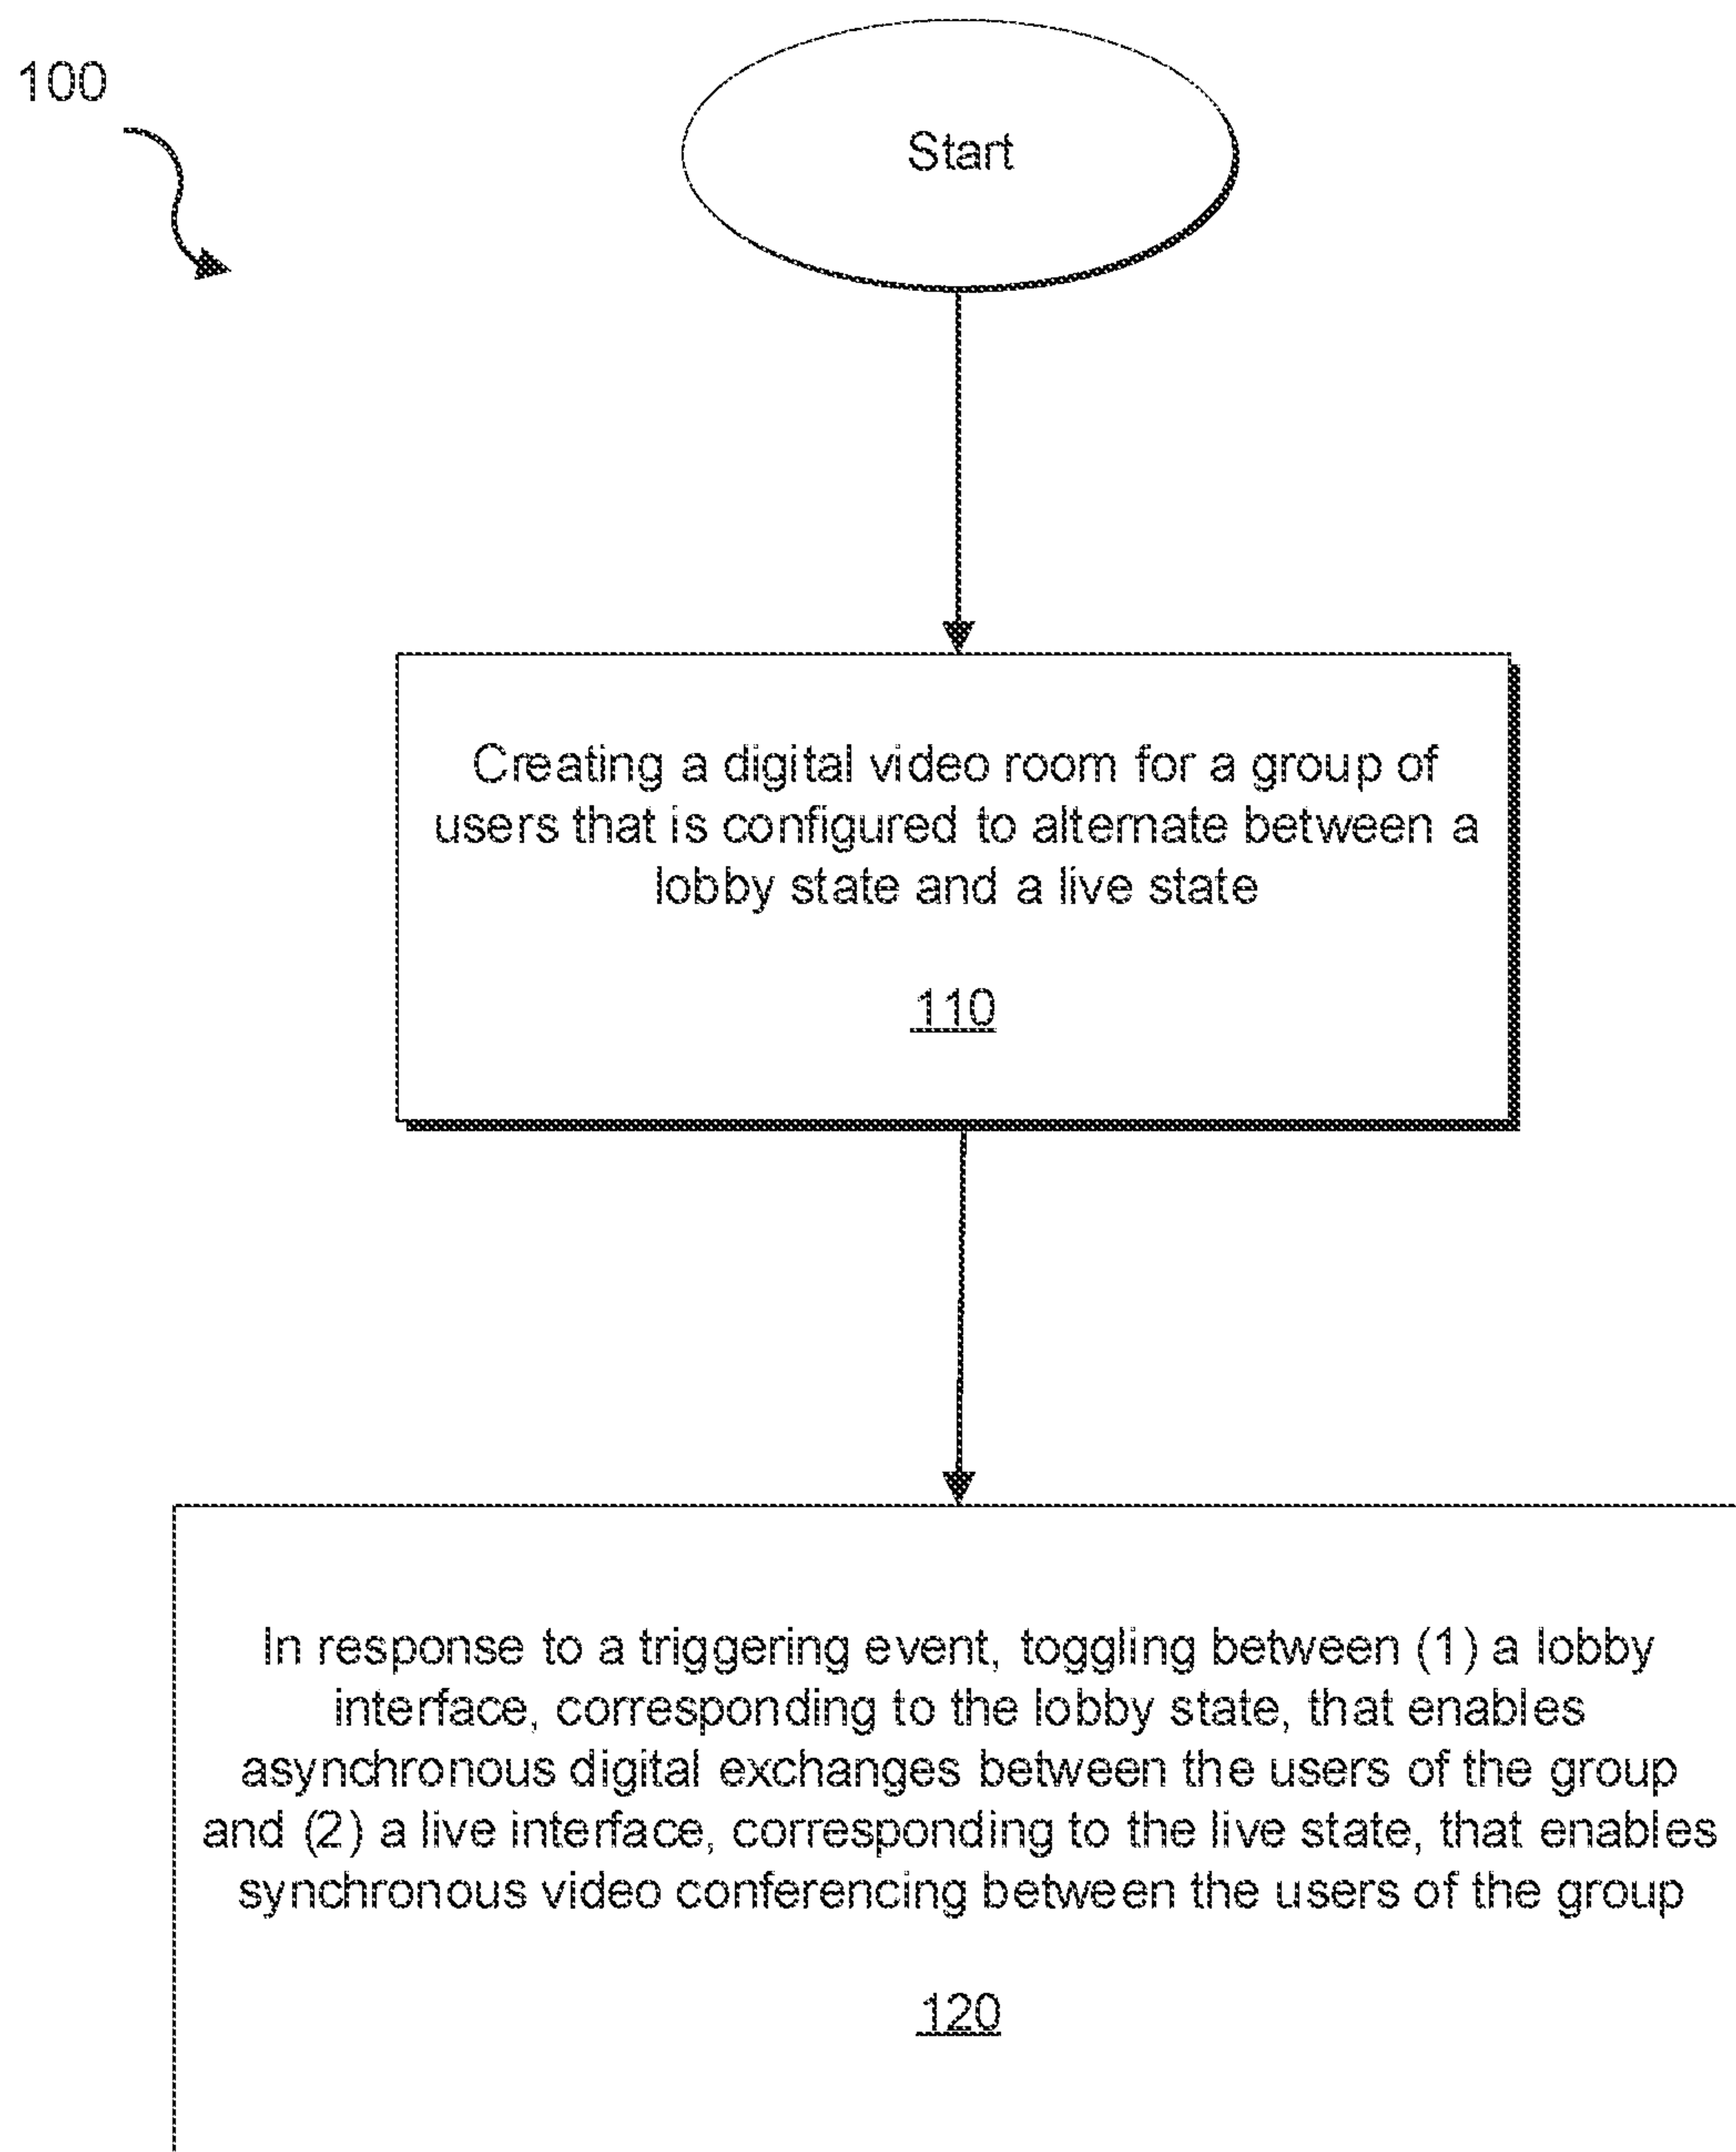 100
Start
Creating a digital video room for a group of
users that is configured to alternate between a
lobby state and a live state
110
In response to a triggering event, toggling between (1) a lobby
interface, corresponding to the lobby state, that enables
asynchronous digital exchanges between the users of the group
and (2) a live interface, corresponding to the live state, that enables
synchronous video conferencing between the users of the group
120